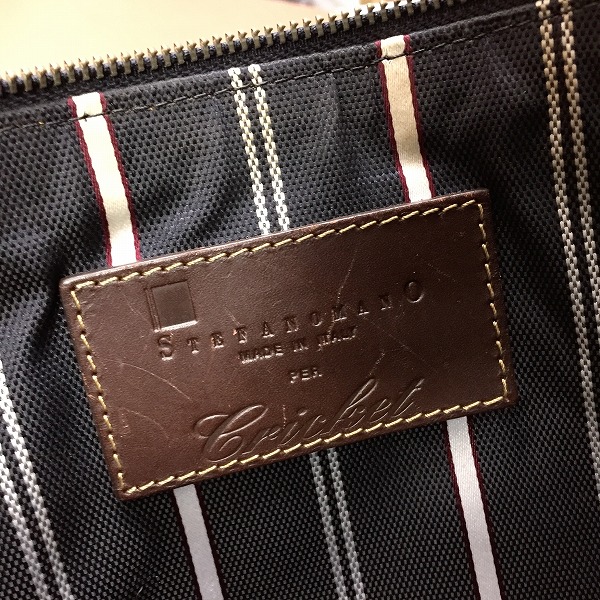 STEFANOMANO
MADE IN ITALY
PER
Cricket